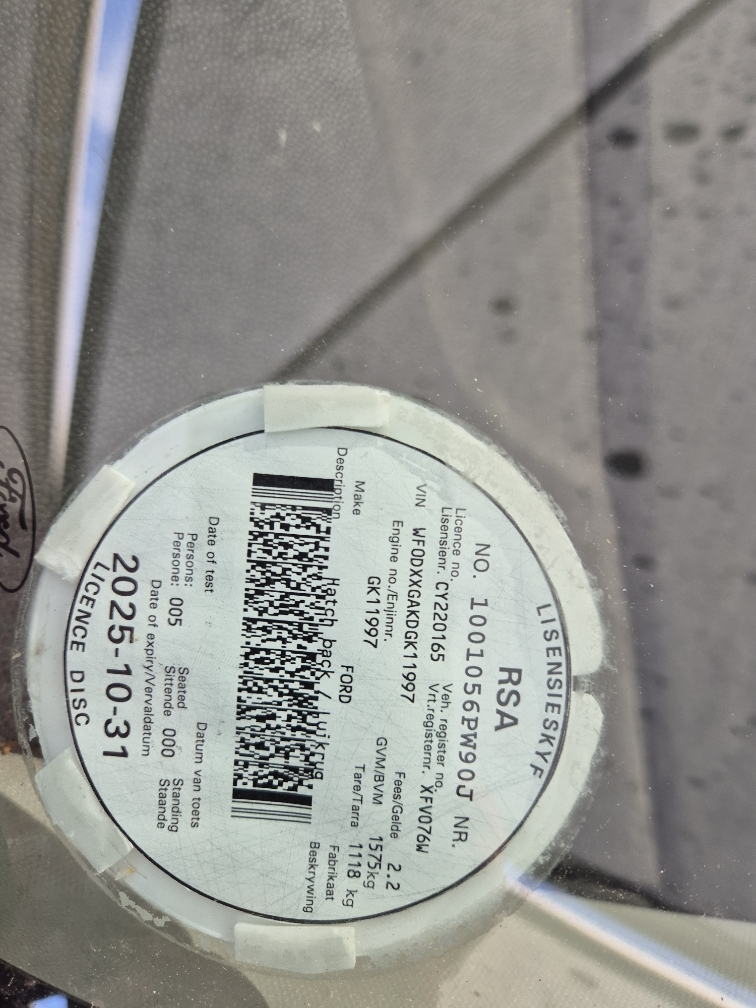 LISENSIESKYF
RSA
NO. 1001056PW90J NR.
Licence no. Veh. register no.
Lisensienr. CY220165 Vrt.registernr. XFV076W
VIN WF0DXXGAKDGK11997 Fees/Gelde 2.2
Engine no./Enjinnr. GVM/BVM 1575kg
GK11997 Tare/Tarra 1118 kg
Make FORD Fabrikaat
Description Hatch back / Luikrug Beskrywing
Date of test Datum van toets
Persons: Seated Standing
Persone: 005 Sittende 000 Staande
Date of expiry/Vervaldatum
2025-10-31
LICENCE DISC
Ford